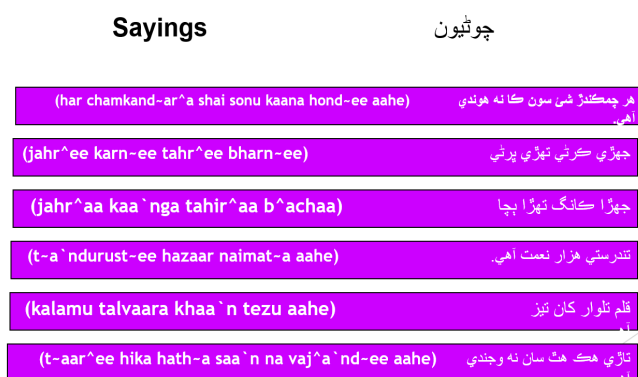 Sayings چوڻيون
(har chamkand~ar^a shai sonu kaana hond~ee aahe) هر چمڪندڙ شئ سون ڪا نه هوندي
آهي.
(jahr^ee karn~ee tahr^ee bharn~ee) جهڙي ڪرڻي تهڙي ڀرڻي
(jahr^aa kaa`nga tahir^aa b^achaa) جهڙا ڪانگ تهڙا ٻچا
(t~a`ndurust~ee hazaar naimat~a aahe) تندرستي هزار نعمت آهي.
(kalamu talvaara khaa`n tezu aahe) قلم تلوار کان تيز
(t~aar^ee hika hath~a saa`n na vaj^a`nd~ee aahe) تاڙي هڪ هٿ سان نه وڄندي